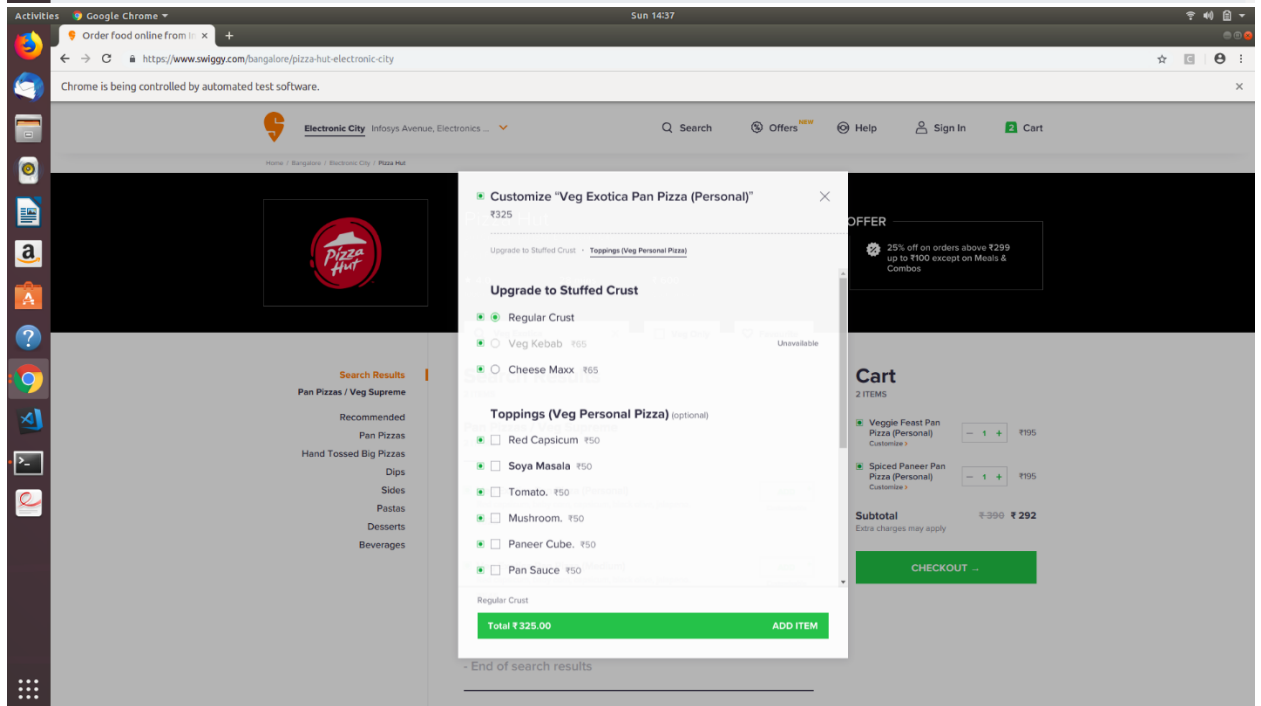 Activities
Google Chrome
Sun 14:37
Order food online from In
https://www.swiggy.com/bangalore/pizza-hut-electronic-city
Chrome is being controlled by automated test software.
Electronic City Infosys Avenue, Electronics ...
Search
Offers NEW
Help
Sign In
2 Cart
Home / Bangalore / Electronic City / Pizza Hut
Pizza Hut
Customize "Veg Exotica Pan Pizza (Personal)"
₹325
Upgrade to Stuffed Crust • Toppings (Veg Personal Pizza)
Upgrade to Stuffed Crust
Regular Crust
Veg Kebab ₹65 Unavailable
Cheese Maxx ₹65
Toppings (Veg Personal Pizza) (optional)
Red Capsicum ₹50
Soya Masala ₹50
Tomato. ₹50
Mushroom. ₹50
Paneer Cube. ₹50
Pan Sauce ₹50
Regular Crust
Total ₹325.00 ADD ITEM
- End of search results
OFFER
25% off on orders above ₹299
up to ₹100 except on Meals &
Combos
Search Results
Pan Pizzas / Veg Supreme
Recommended
Pan Pizzas
Hand Tossed Big Pizzas
Dips
Sides
Pastas
Desserts
Beverages
Cart
2 ITEMS
Veggie Feast Pan
Pizza (Personal) − 1 + ₹195
Customize >
Spiced Paneer Pan
Pizza (Personal) − 1 + ₹195
Customize >
Subtotal ₹ 390 ₹ 292
Extra charges may apply
CHECKOUT →